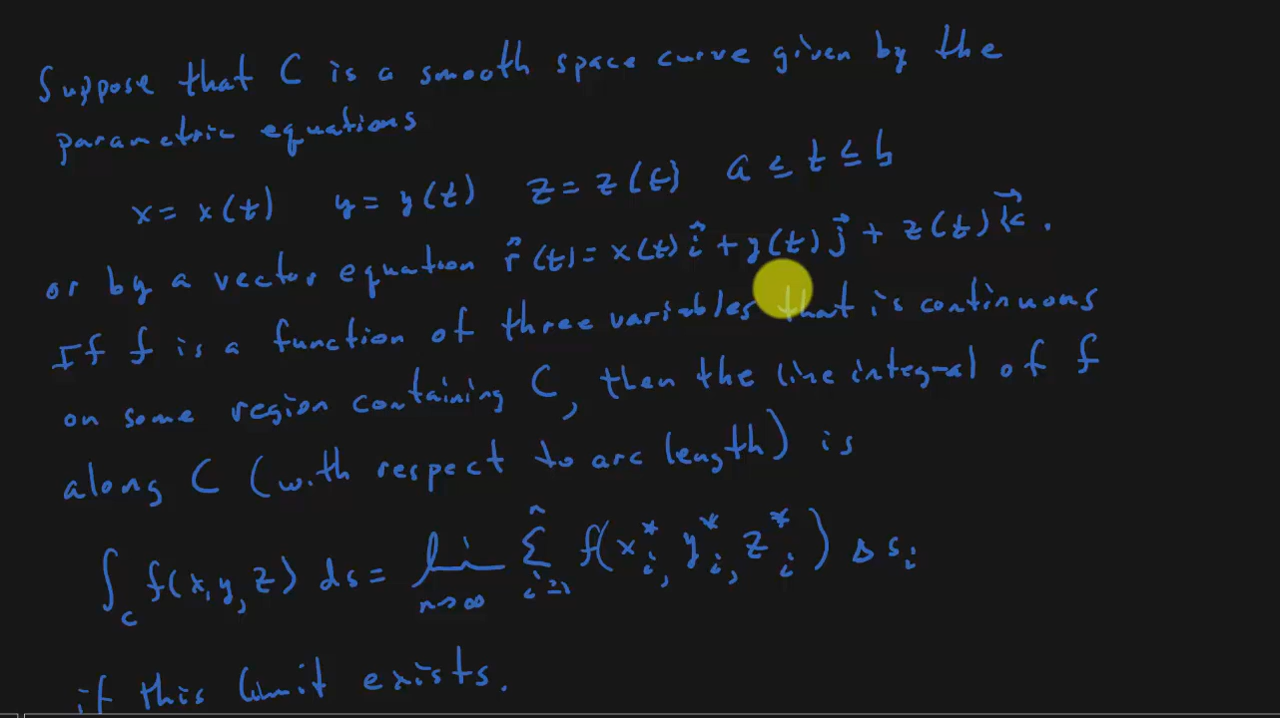 Suppose that C is a smooth space curve given by the
parametric equations
x = x(t) y = y(t) z = z(t) a ≤ t ≤ b
or by a vector equation r̂(t) = x(t) î + y(t) j⃗ + z(t) k⃗.
If f is a function of three variables that is continuous
on some region containing C, then the line integral of f
along C (with respect to arc length) is
∫_C f(x, y, z) ds = lim_{n→∞} Σ_{i=1}^{n} f(x_i^*, y_i^*, z_i^*) Δs_i
if this limit exists.